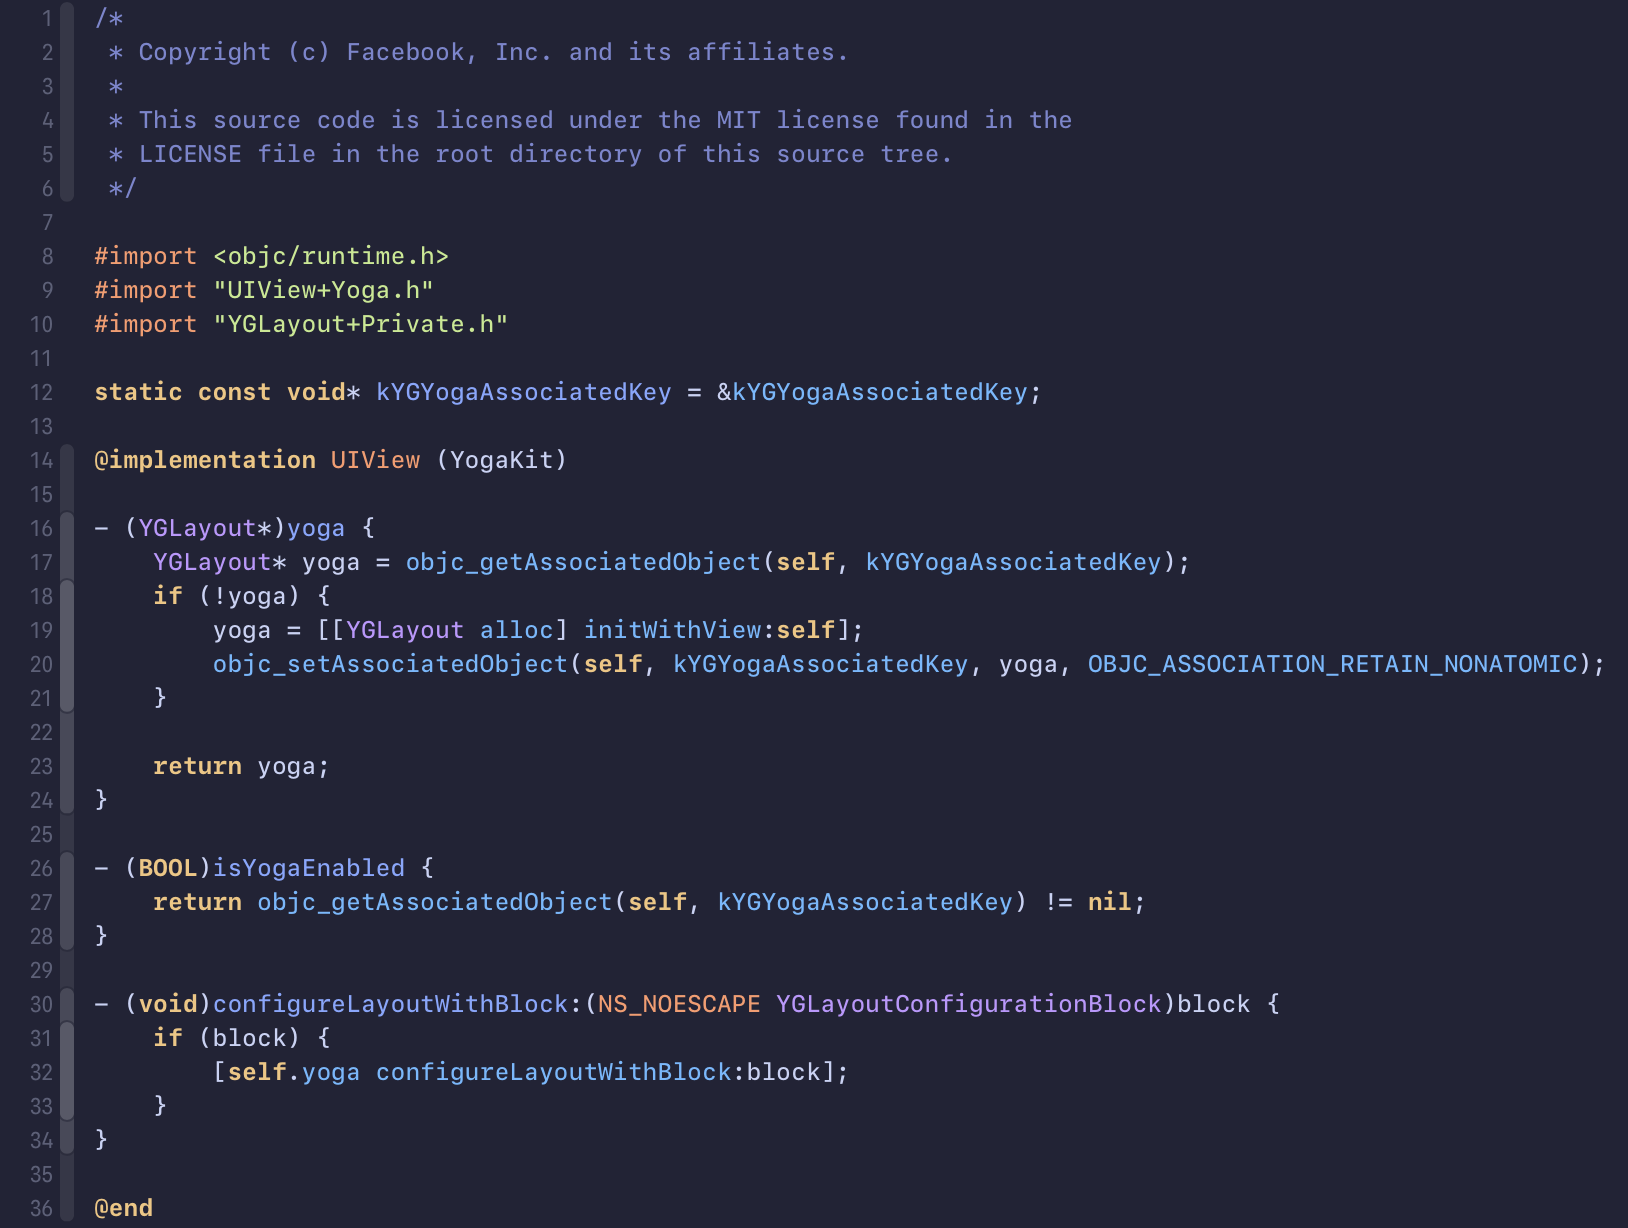 1 /*
2  * Copyright (c) Facebook, Inc. and its affiliates.
3  *
4  * This source code is licensed under the MIT license found in the
5  * LICENSE file in the root directory of this source tree.
6  */
7
8 #import <objc/runtime.h>
9 #import "UIView+Yoga.h"
10 #import "YGLayout+Private.h"
11
12 static const void* kYGYogaAssociatedKey = &kYGYogaAssociatedKey;
13
14 @implementation UIView (YogaKit)
15
16 - (YGLayout*)yoga {
17     YGLayout* yoga = objc_getAssociatedObject(self, kYGYogaAssociatedKey);
18     if (!yoga) {
19         yoga = [[YGLayout alloc] initWithView:self];
20         objc_setAssociatedObject(self, kYGYogaAssociatedKey, yoga, OBJC_ASSOCIATION_RETAIN_NONATOMIC);
21     }
22
23     return yoga;
24 }
25
26 - (BOOL)isYogaEnabled {
27     return objc_getAssociatedObject(self, kYGYogaAssociatedKey) != nil;
28 }
29
30 - (void)configureLayoutWithBlock:(NS_NOESCAPE YGLayoutConfigurationBlock)block {
31     if (block) {
32         [self.yoga configureLayoutWithBlock:block];
33     }
34 }
35
36 @end